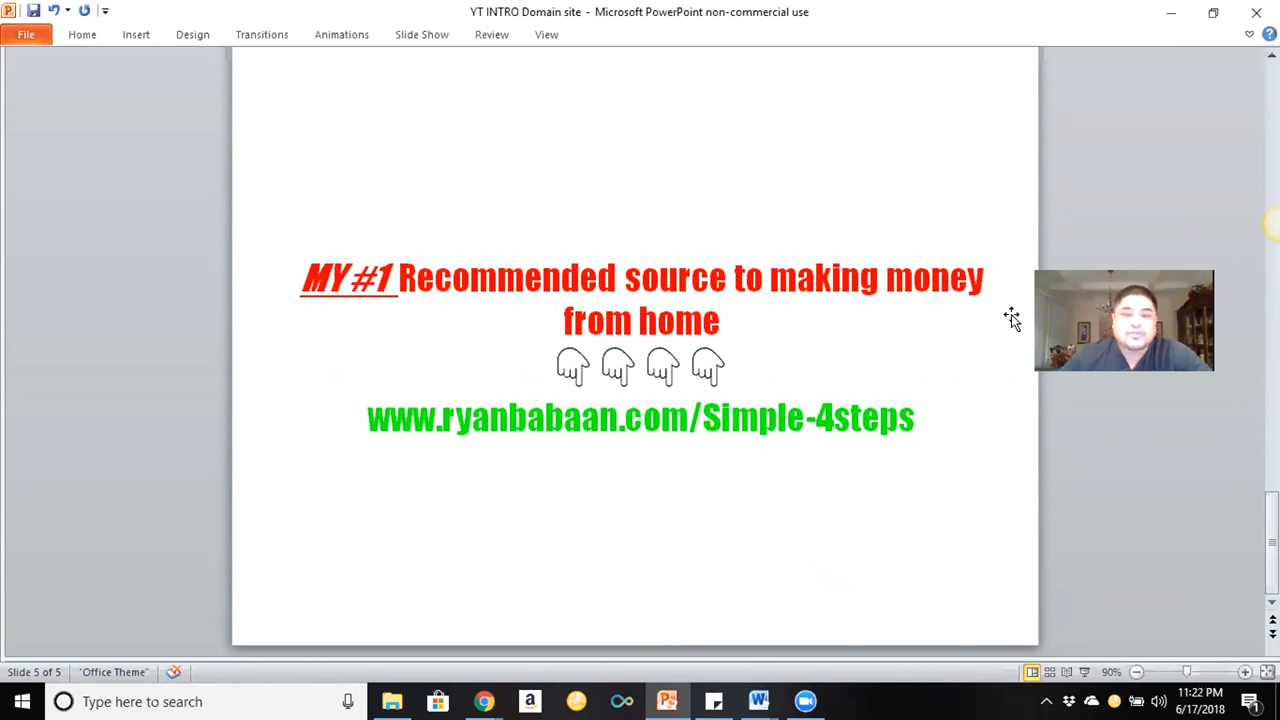 YT INTRO Domain site - Microsoft PowerPoint non-commercial use
File Home Insert Design Transitions Animations Slide Show Review View
MY #1 Recommended source to making money
from home
www.ryanbabaan.com/Simple-4steps
Slide 5 of 5 "Office Theme" 90%
Type here to search
11:22 PM
6/17/2018